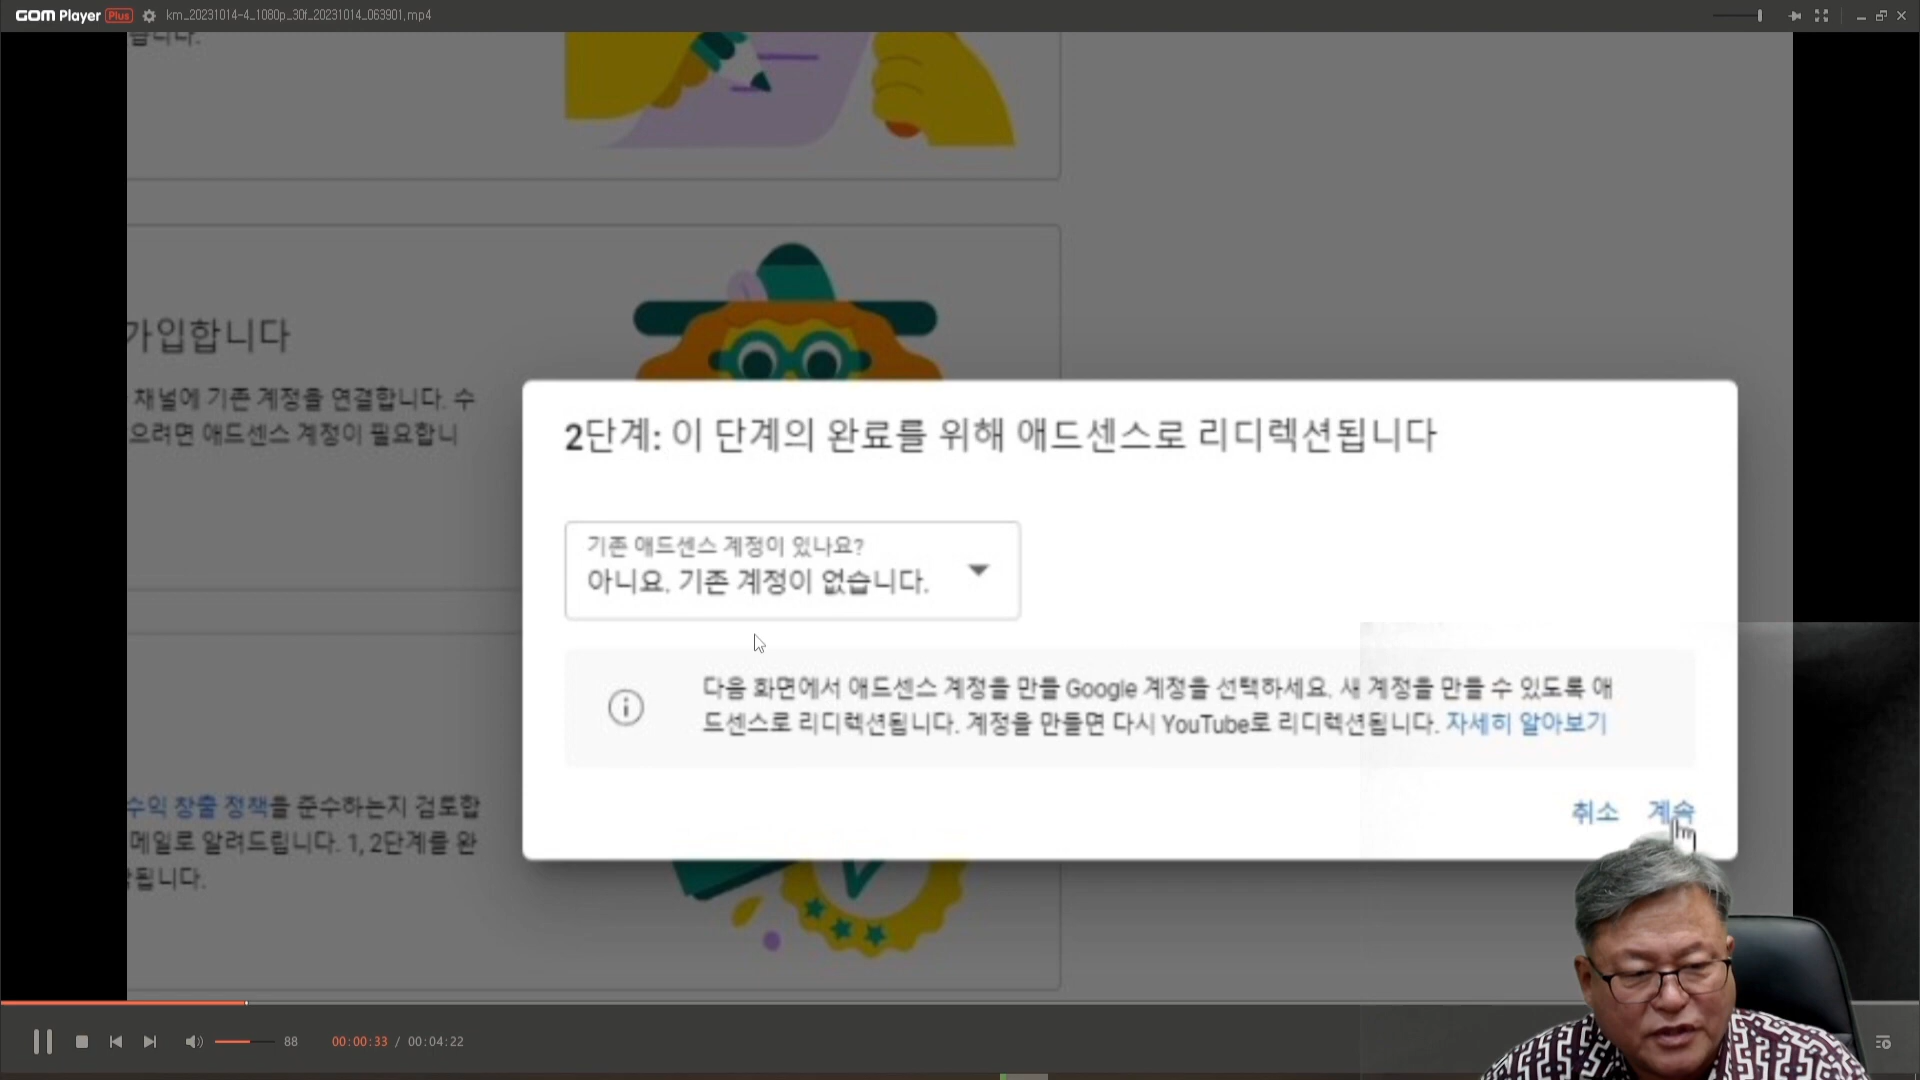 GOM Player Plus km_20231014-4_1080p_30f_20231014_063901.mp4
습니다.
가입합니다
채널에 기존 계정을 연결합니다. 수
으려면 애드센스 계정이 필요합니
2단계: 이 단계의 완료를 위해 애드센스로 리디렉션됩니다
기존 애드센스 계정이 있나요?
아니요. 기존 계정이 없습니다.
다음 화면에서 애드센스 계정을 만들 Google 계정을 선택하세요. 새 계정을 만들 수 있도록 애
드센스로 리디렉션됩니다. 계정을 만들면 다시 YouTube로 리디렉션됩니다. 자세히 알아보기
취소 계속
수익 창출 정책을 준수하는지 검토합
메일로 알려드립니다. 1, 2단계를 완
됩니다.
88 00:00:33 / 00:04:22